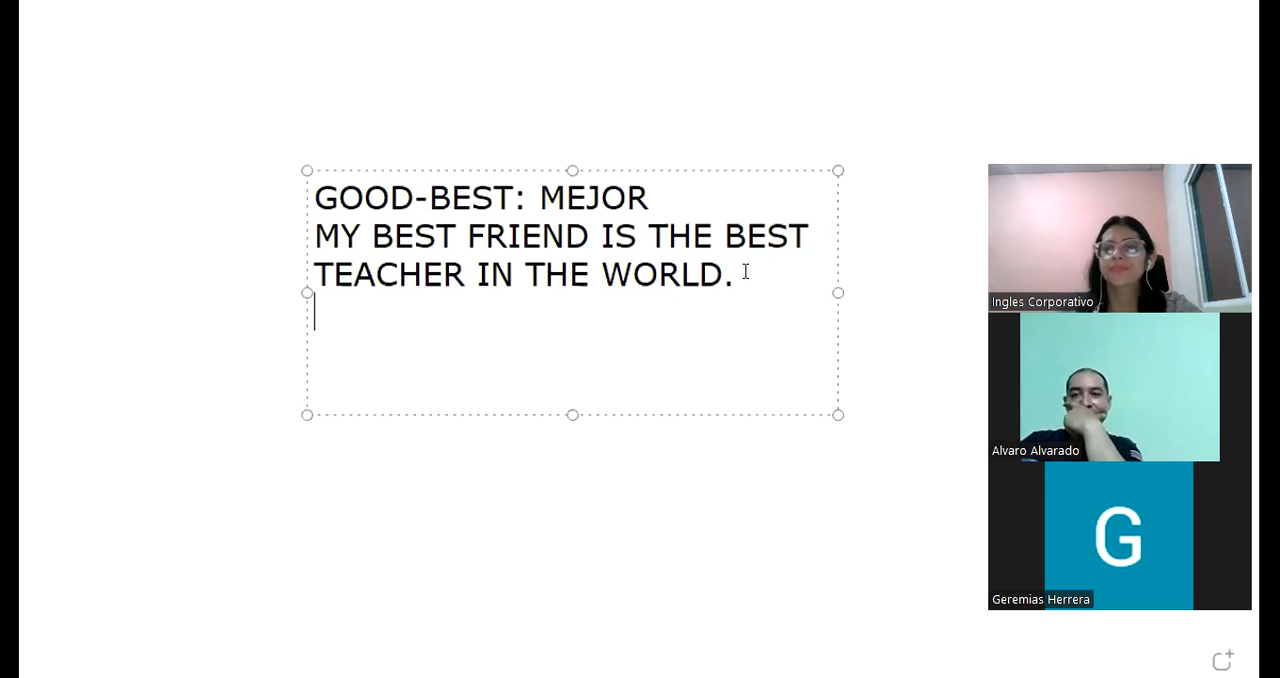 GOOD-BEST: MEJOR
MY BEST FRIEND IS THE BEST
TEACHER IN THE WORLD.
Ingles Corporativo
Alvaro Alvarado
G
Geremias Herrera